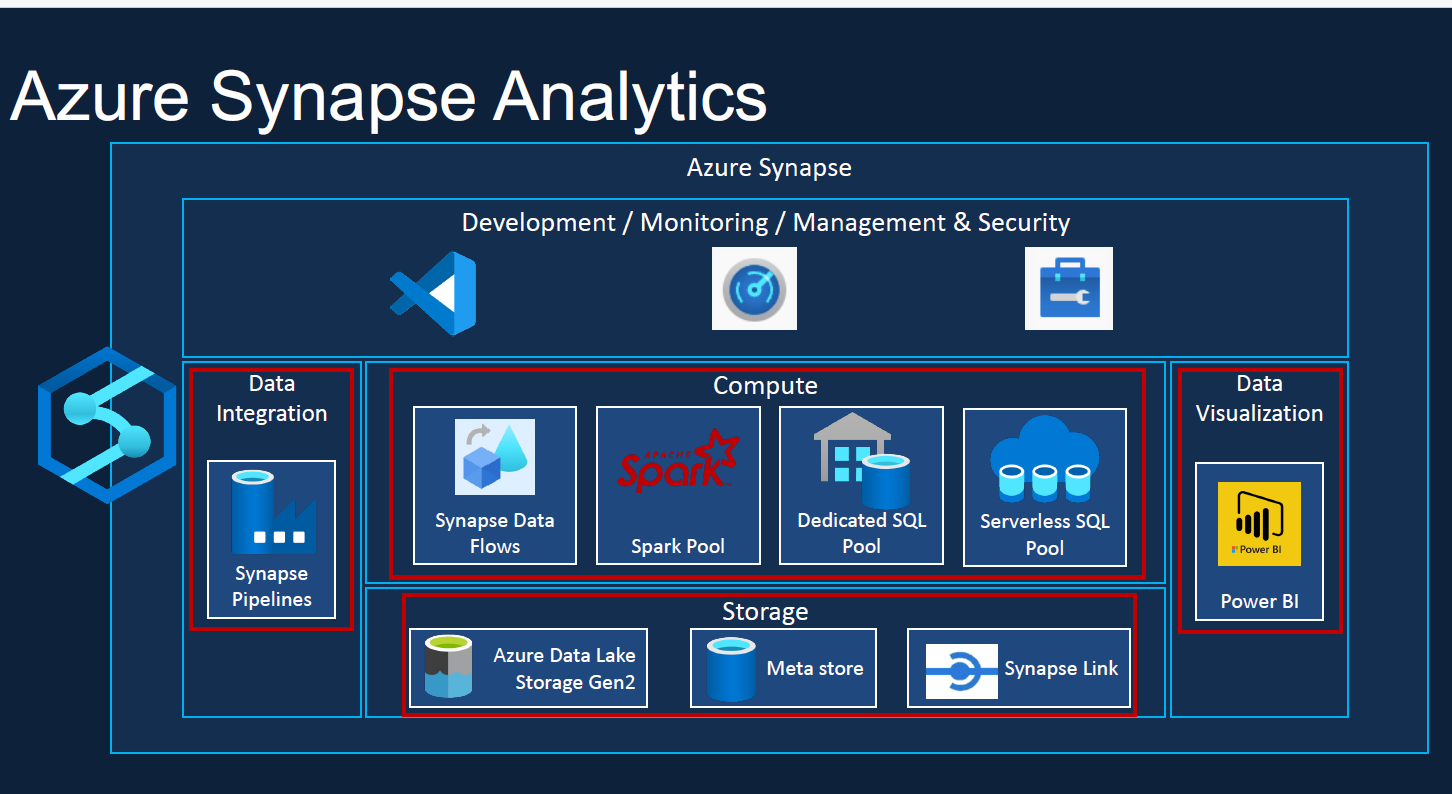 Azure Synapse Analytics
Azure Synapse
Development / Monitoring / Management & Security
Data
Integration
Synapse
Pipelines
Compute
Synapse Data
Flows
APACHE
Spark
Spark Pool
Dedicated SQL
Pool
Serverless SQL
Pool
Data
Visualization
Power BI
Power BI
Storage
Azure Data Lake
Storage Gen2
Meta store
Synapse Link